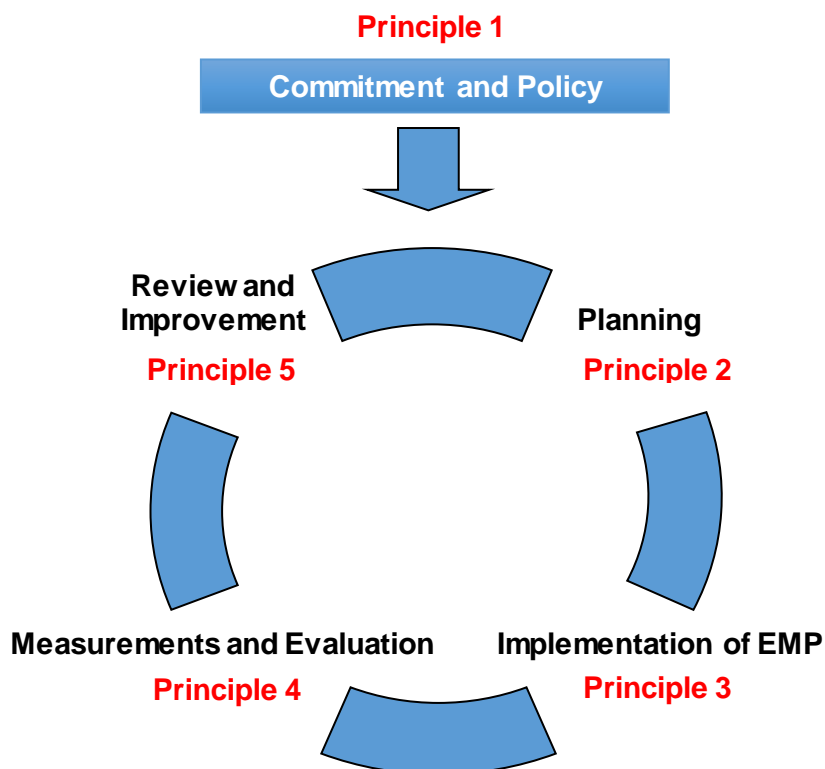 Principle 1
Commitment and Policy
Review and
Improvement
Principle 5
Planning
Principle 2
Measurements and Evaluation
Principle 4
Implementation of EMP
Principle 3